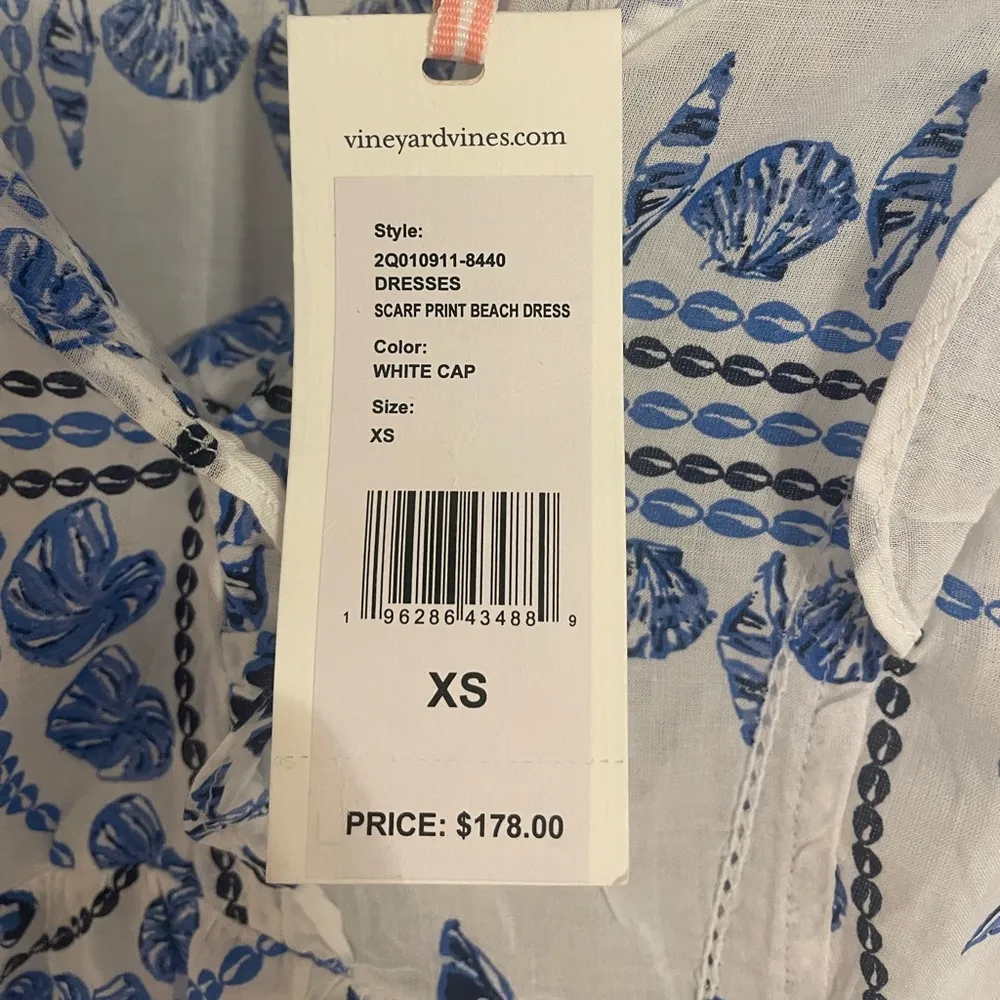 vineyardvines.com
Style:
2Q010911-8440
DRESSES
SCARF PRINT BEACH DRESS
Color:
WHITE CAP
Size:
XS
1 96286 43488 9
XS
PRICE: $178.00